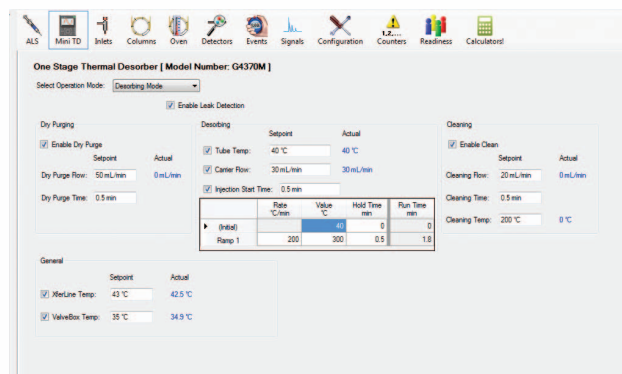 ALS Mini TD Inlets Columns Oven Detectors Events Signals Configuration Counters Readiness Calculators!
1,2,...
One Stage Thermal Desorber [ Model Number: G4370M ]
Select Operation Mode: Desorbing Mode
Enable Leak Detection
Dry Purging
Enable Dry Purge
Setpoint Actual
Dry Purge Flow: 50 mL/min 0 mL/min
Dry Purge Time: 0.5 min
Desorbing
Setpoint Actual
Tube Temp: 40 °C 40 °C
Carrier Flow: 30 mL/min 30 mL/min
Injection Start Time: 0.5 min
Rate °C/min Value °C Hold Time min Run Time min
(Initial) 40 0 0
Ramp 1 200 300 0.5 1.8
Cleaning
Enable Clean
Setpoint Actual
Cleaning Flow: 20 mL/min 0 mL/min
Cleaning Time: 0.5 min
Cleaning Temp: 200 °C 0 °C
General
Setpoint Actual
XferLine Temp: 43 °C 42.5 °C
ValveBox Temp: 35 °C 34.9 °C